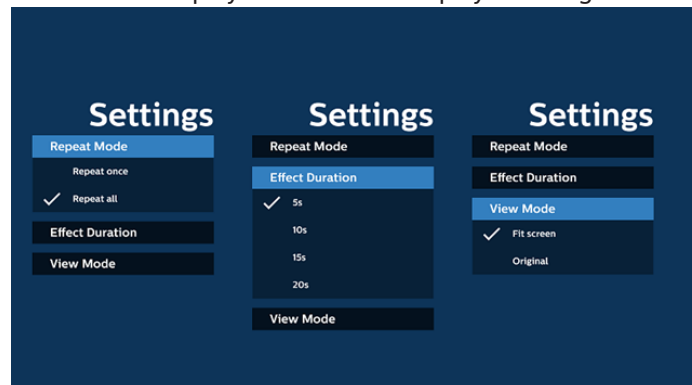 Settings
Repeat Mode
Repeat once
Repeat all
Effect Duration
View Mode
Settings
Repeat Mode
Effect Duration
5s
10s
15s
20s
View Mode
Settings
Repeat Mode
Effect Duration
View Mode
Fit screen
Original